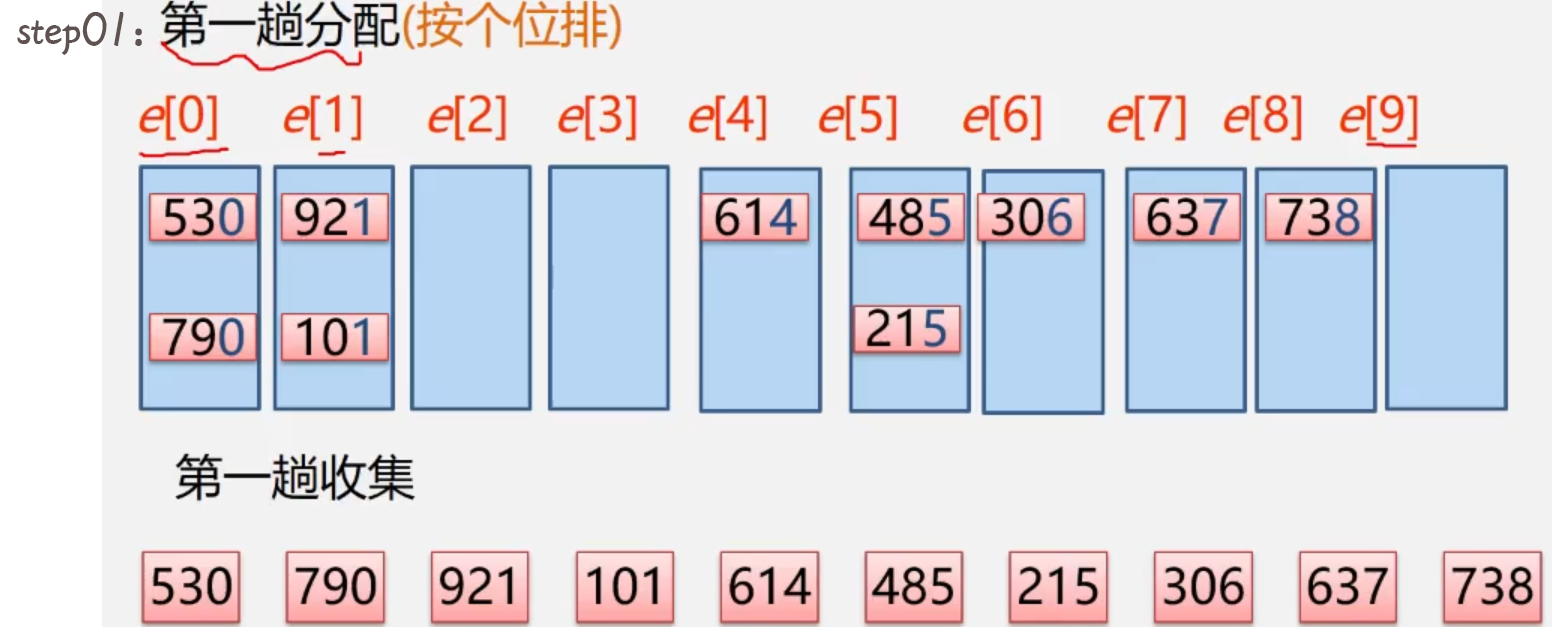 step01: 第一趟分配(按个位排)
e[0] e[1] e[2] e[3] e[4] e[5] e[6] e[7] e[8] e[9]
530 921 614 485 306 637 738
790 101 215
第一趟收集
530 790 921 101 614 485 215 306 637 738